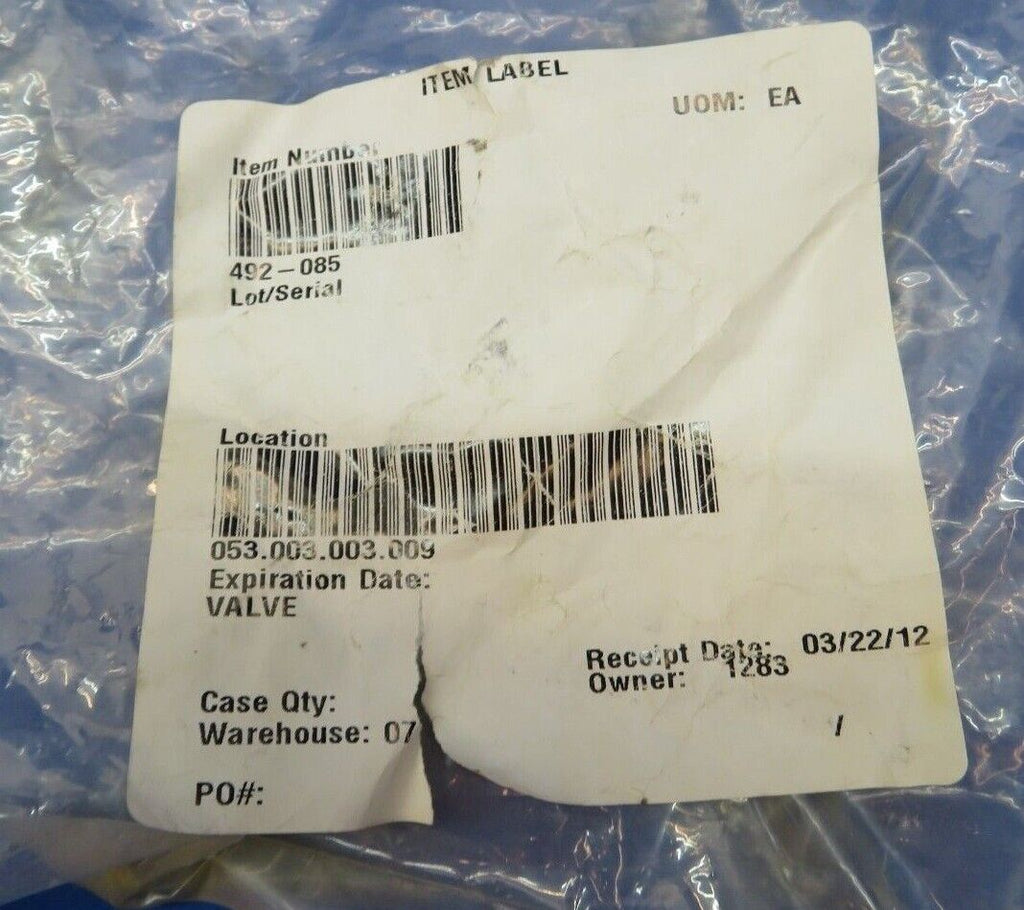 ITEM LABEL
UOM: EA
Item Number
492-085
Lot/Serial
Location
053.003.003.009
Expiration Date:
VALVE
Receipt Date: 03/22/12
Owner: 1283
Case Qty:
Warehouse: 07
/
PO#: